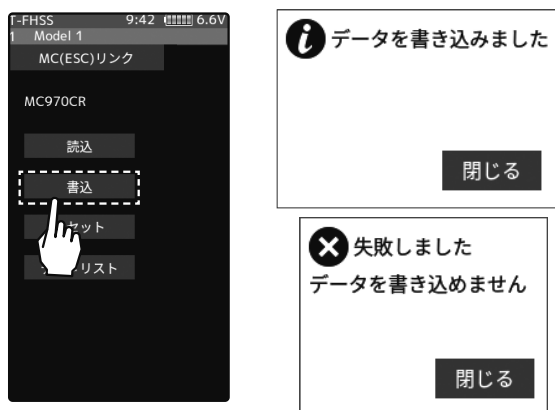 T-FHSS 9:42 6.6V
1 Model 1
MC(ESC)リンク
MC970CR
読込
書込
セット
リスト
データを書き込みました
閉じる
失敗しました
データを書き込めません
閉じる